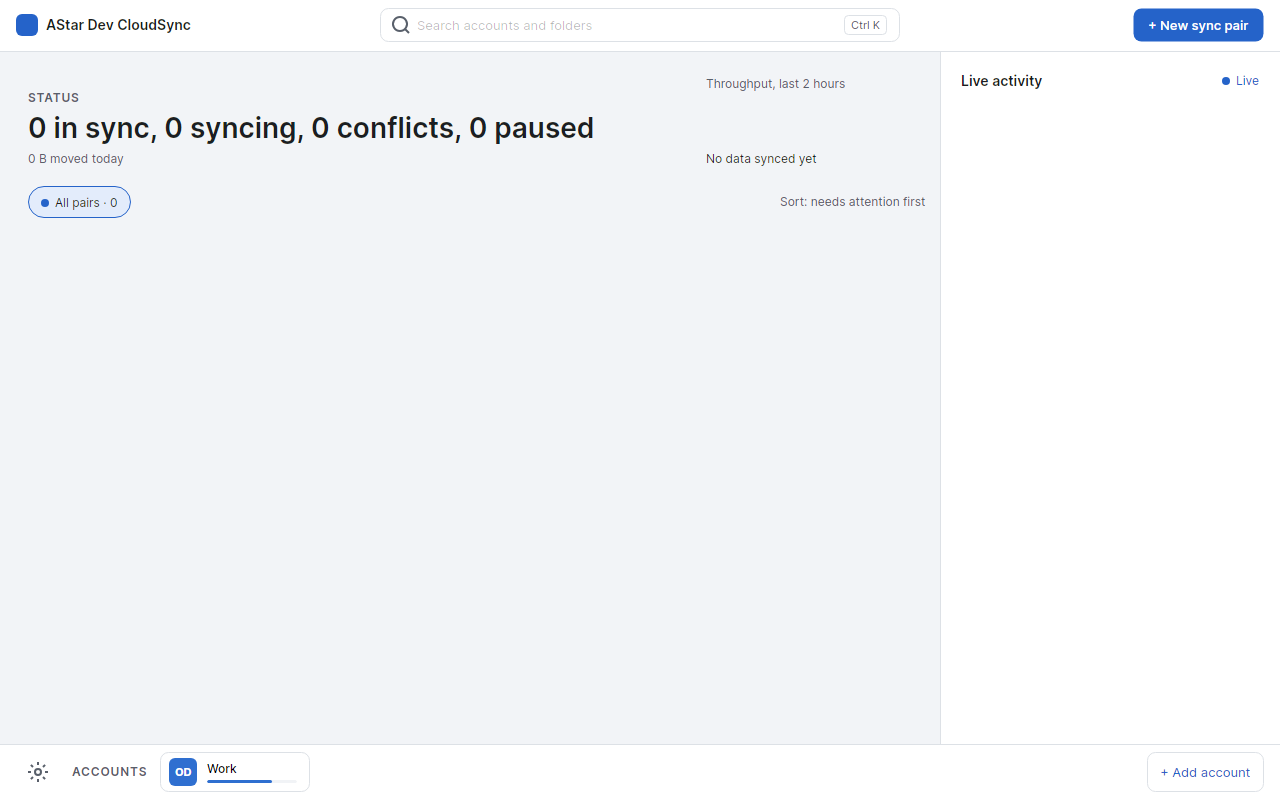 AStar Dev CloudSync
Search accounts and folders
Ctrl K
+ New sync pair
STATUS
0 in sync, 0 syncing, 0 conflicts, 0 paused
0 B moved today
Throughput, last 2 hours
No data synced yet
All pairs · 0
Sort: needs attention first
Live activity
Live
ACCOUNTS
OD
Work
+ Add account